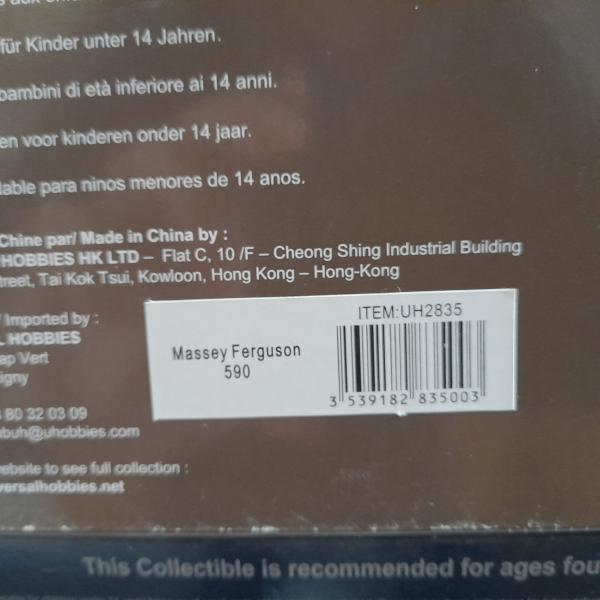 für Kinder unter 14 Jahren.
bambini di età inferiore ai 14 anni.
en voor kinderen onder 14 jaar.
para ninos menores de 14 anos.
Chine par/ Made in China by :
HOBBIES HK LTD – Flat C, 10 /F – Cheong Shing Industrial Building
treet, Tai Kok Tsui, Kowloon, Hong Kong – Hong-Kong
/ Imported by :
L HOBBIES
ap Vert
igny
80 32 03 09
buh@uhobbies.com
ebsite to see full collection :
versalhobbies.net
ITEM:UH2835
Massey Ferguson
590
3 539182 835003
This Collectible is recommended for ages fou